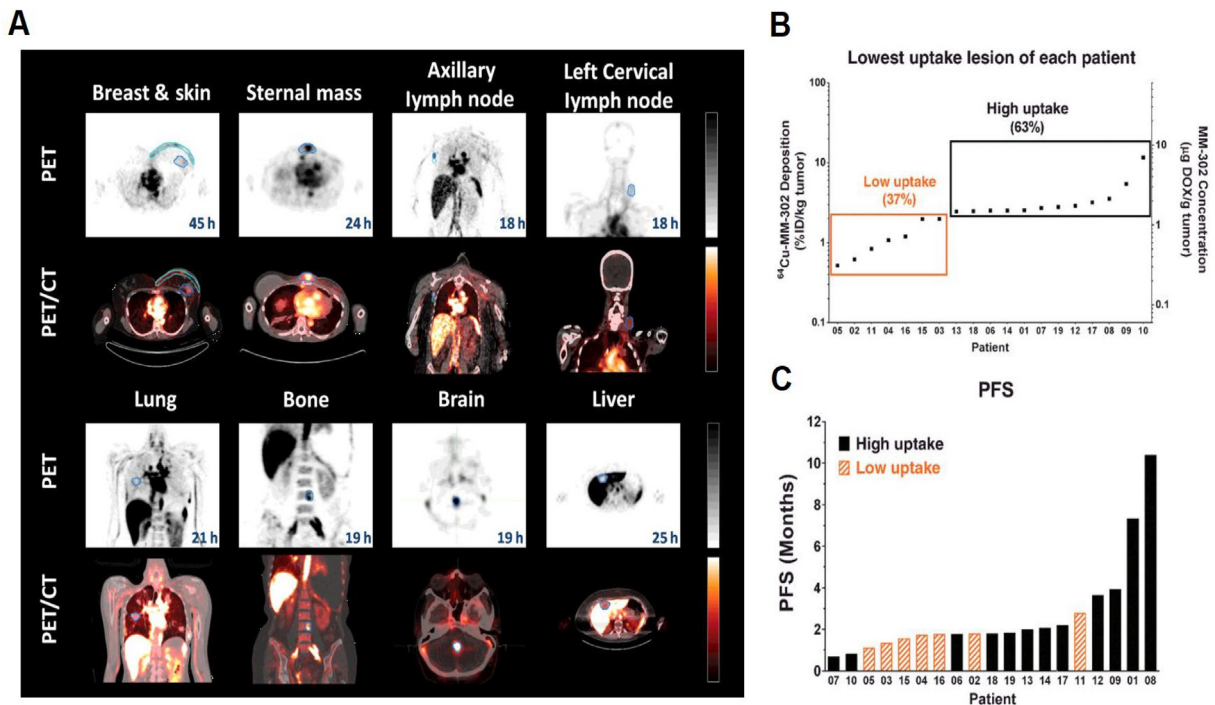 A
Breast & skin
Sternal mass
Axillary
lymph node
Left Cervical
lymph node
PET
45 h
24 h
18 h
18 h
PET/CT
Lung
Bone
Brain
Liver
PET
21 h
19 h
19 h
25 h
PET/CT
B
Lowest uptake lesion of each patient
64Cu-MM-302 Deposition
(%ID/kg tumor)
100
10
1
0.1
High uptake
(63%)
Low uptake
(37%)
10
1
0.1
MM-302 Concentration
(µg DOX/g tumor)
05 02 11 04 16 15 03 13 18 06 14 01 07 19 12 17 08 09 10
Patient
C
PFS
PFS (Months)
12
10
8
6
4
2
0
High uptake
Low uptake
07 10 05 03 15 04 16 06 02 18 19 13 14 17 11 12 09 01 08
Patient